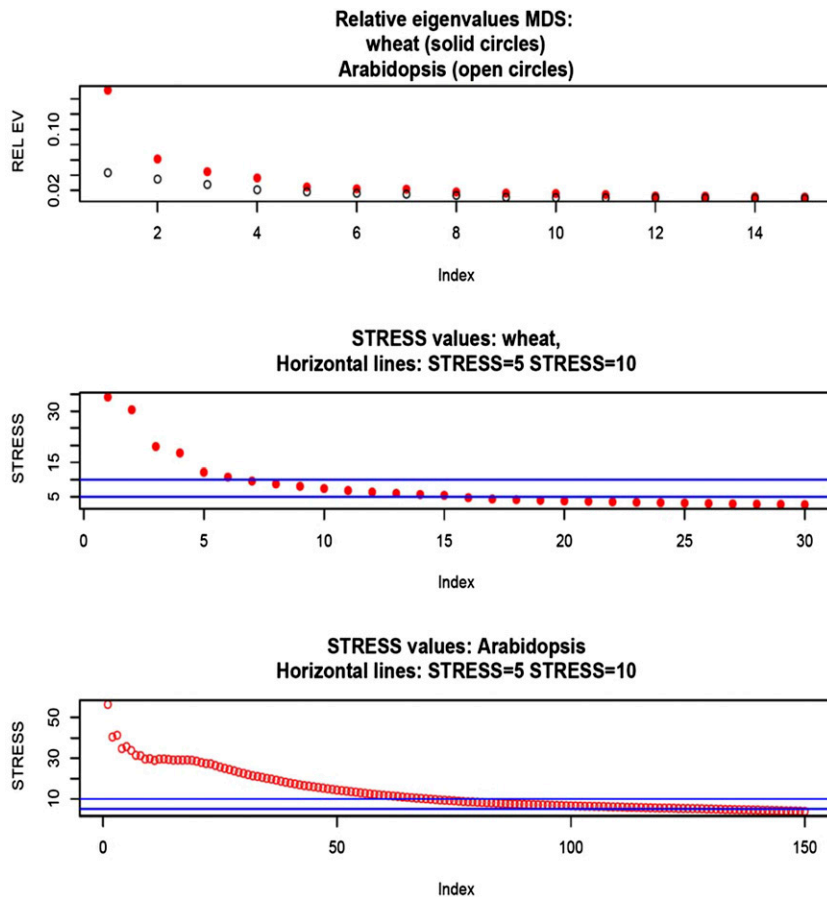 Relative eigenvalues MDS:
wheat (solid circles)
Arabidopsis (open circles)
REL EV
0.10
0.02
2 4 6 8 10 12 14
Index
STRESS values: wheat,
Horizontal lines: STRESS=5 STRESS=10
STRESS
30
15
5
0 5 10 15 20 25 30
Index
STRESS values: Arabidopsis
Horizontal lines: STRESS=5 STRESS=10
STRESS
50
30
10
0 50 100 150
Index